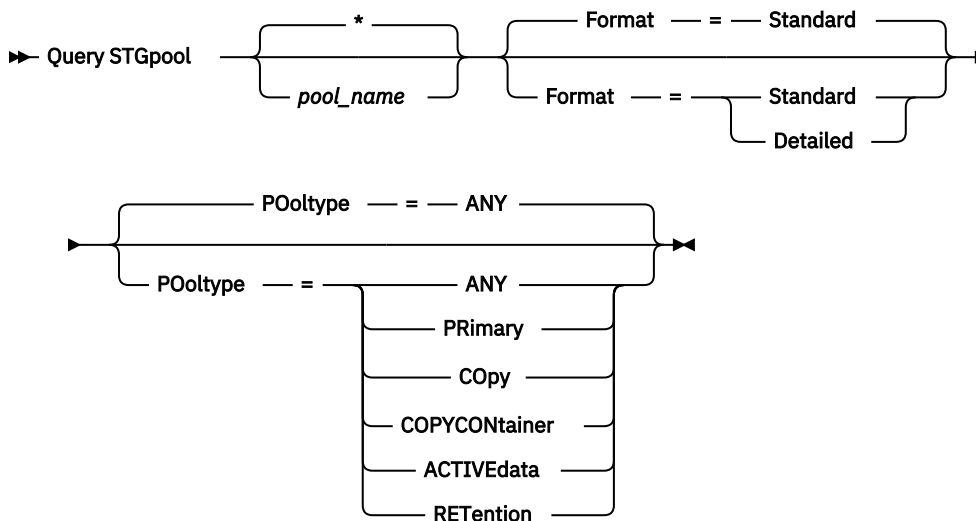 *
Format = Standard
Query STGpool
pool_name
Format = Standard
Detailed
POoltype = ANY
POoltype = ANY
PRimary
COpy
COPYCONtainer
ACTIVEdata
RETention